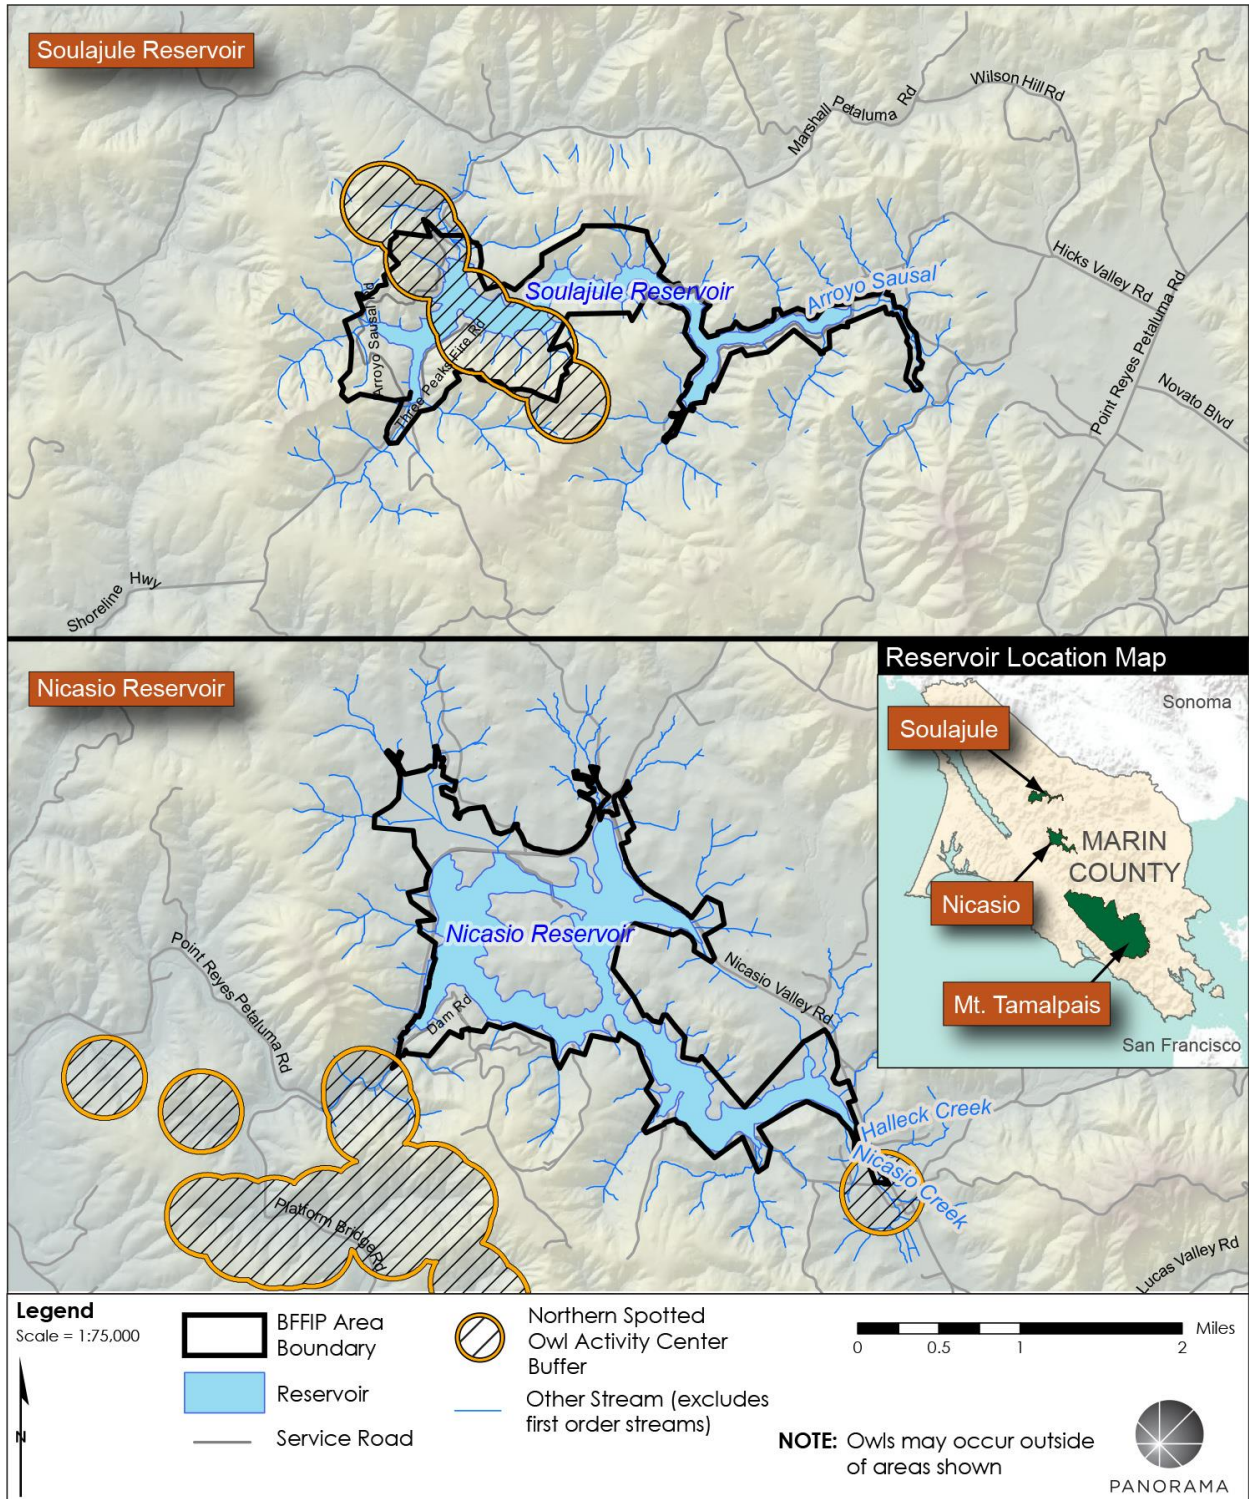 Soulajule Reservoir
Wilson Hill Rd
Marshall Petaluma Rd
Hicks Valley Rd
Arroyo Sausal
Soulajule Reservoir
Point Reyes Petaluma Rd
Arroyo Sausal Rd
Three Peaks Fire Rd
Novato Blvd
Shoreline Hwy
Nicasio Reservoir
Reservoir Location Map
Sonoma
Soulajule
MARIN
COUNTY
Nicasio
Mt. Tamalpais
San Francisco
Nicasio Reservoir
Point Reyes Petaluma Rd
Nicasio Valley Rd
Dam Rd
Halleck Creek
Nicasio Creek
Platform Bridge Rd
Lucas Valley Rd
Legend
Scale = 1:75,000
N
BFFIP Area
Boundary
Reservoir
Service Road
Northern Spotted
Owl Activity Center
Buffer
Other Stream (excludes
first order streams)
Miles
0 0.5 1 2
NOTE: Owls may occur outside
of areas shown
PANORAMA